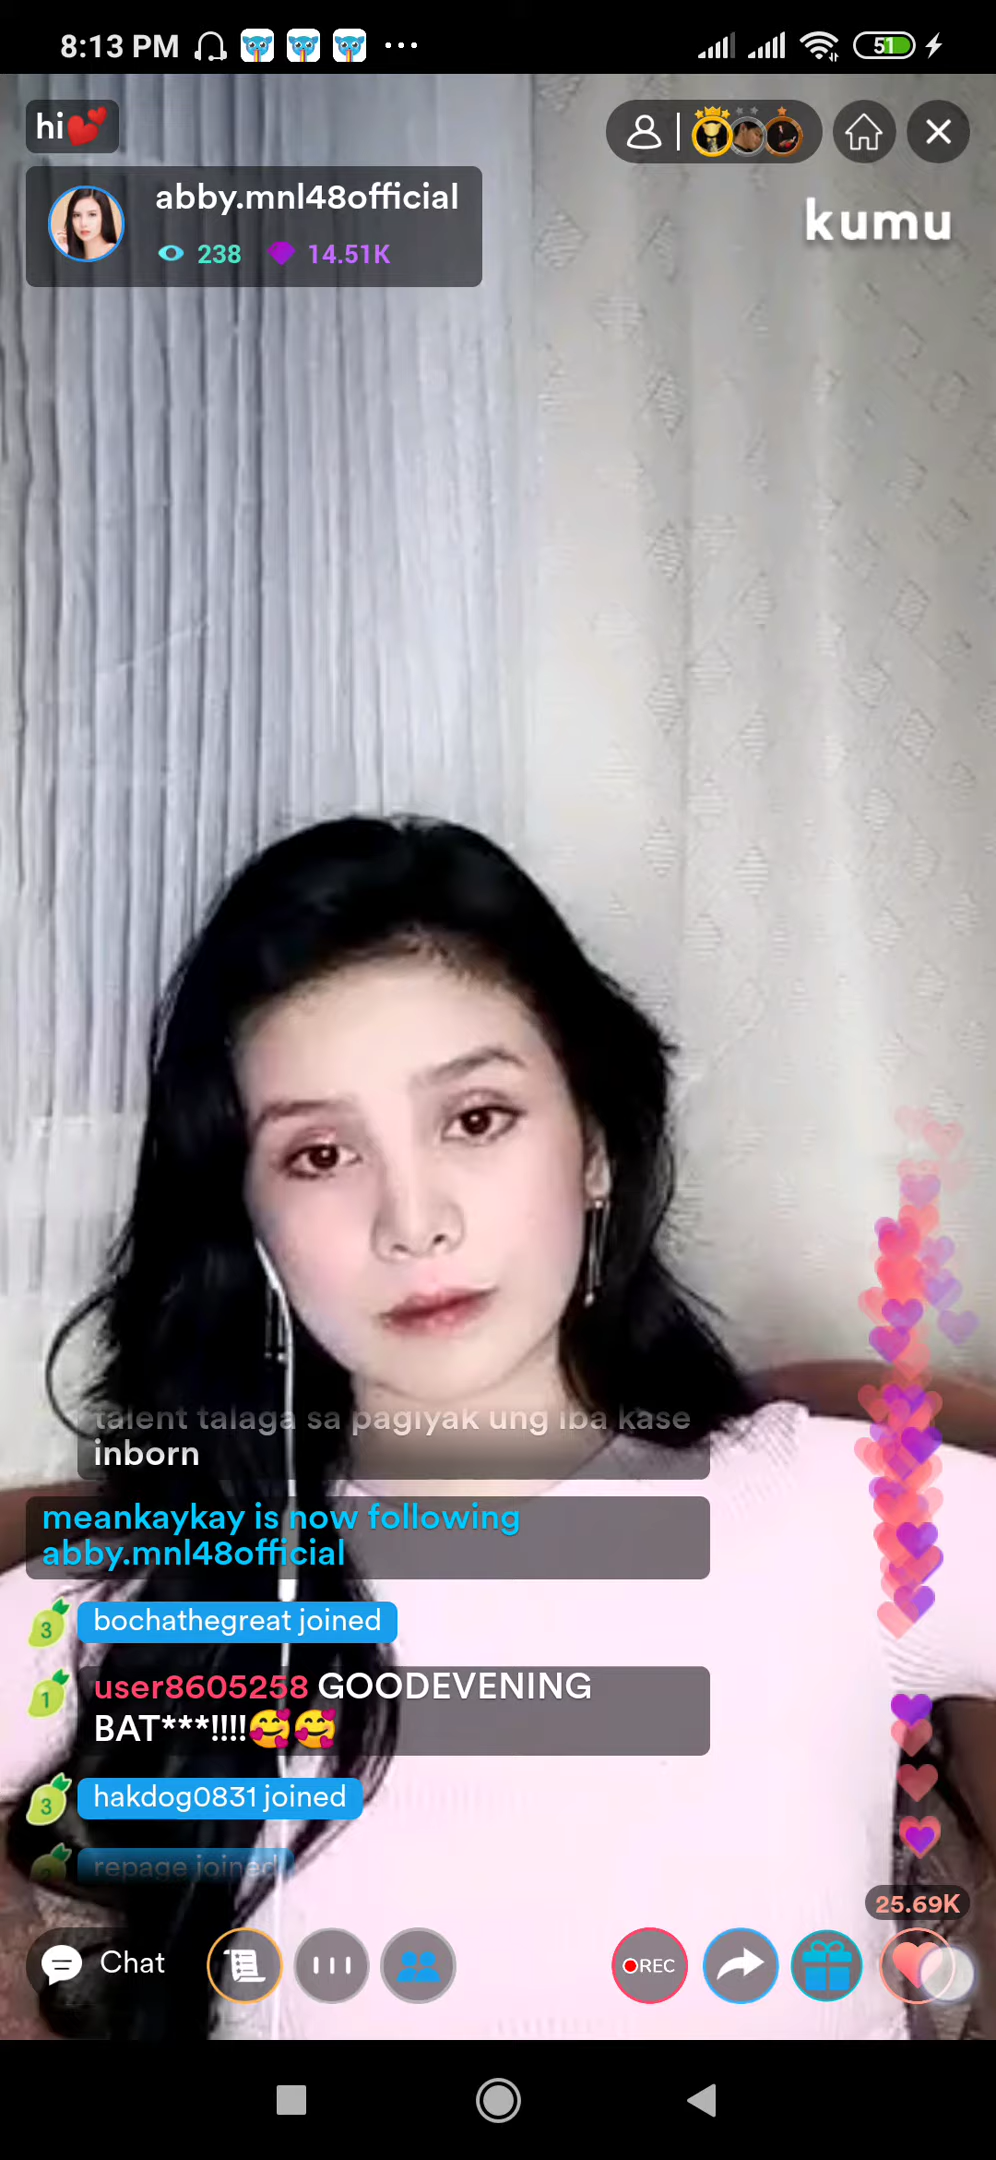 8:13 PM
51
hi💕
abby.mnl48official
238 14.51K
kumu
talent talaga sa pagiyak ung iba kase
inborn
meankaykay is now following
abby.mnl48official
3 bochathegreat joined
1 user8605258 GOODEVENING
BAT***!!!!🥰🥰
3 hakdog0831 joined
repage joined
25.69K
Chat
REC